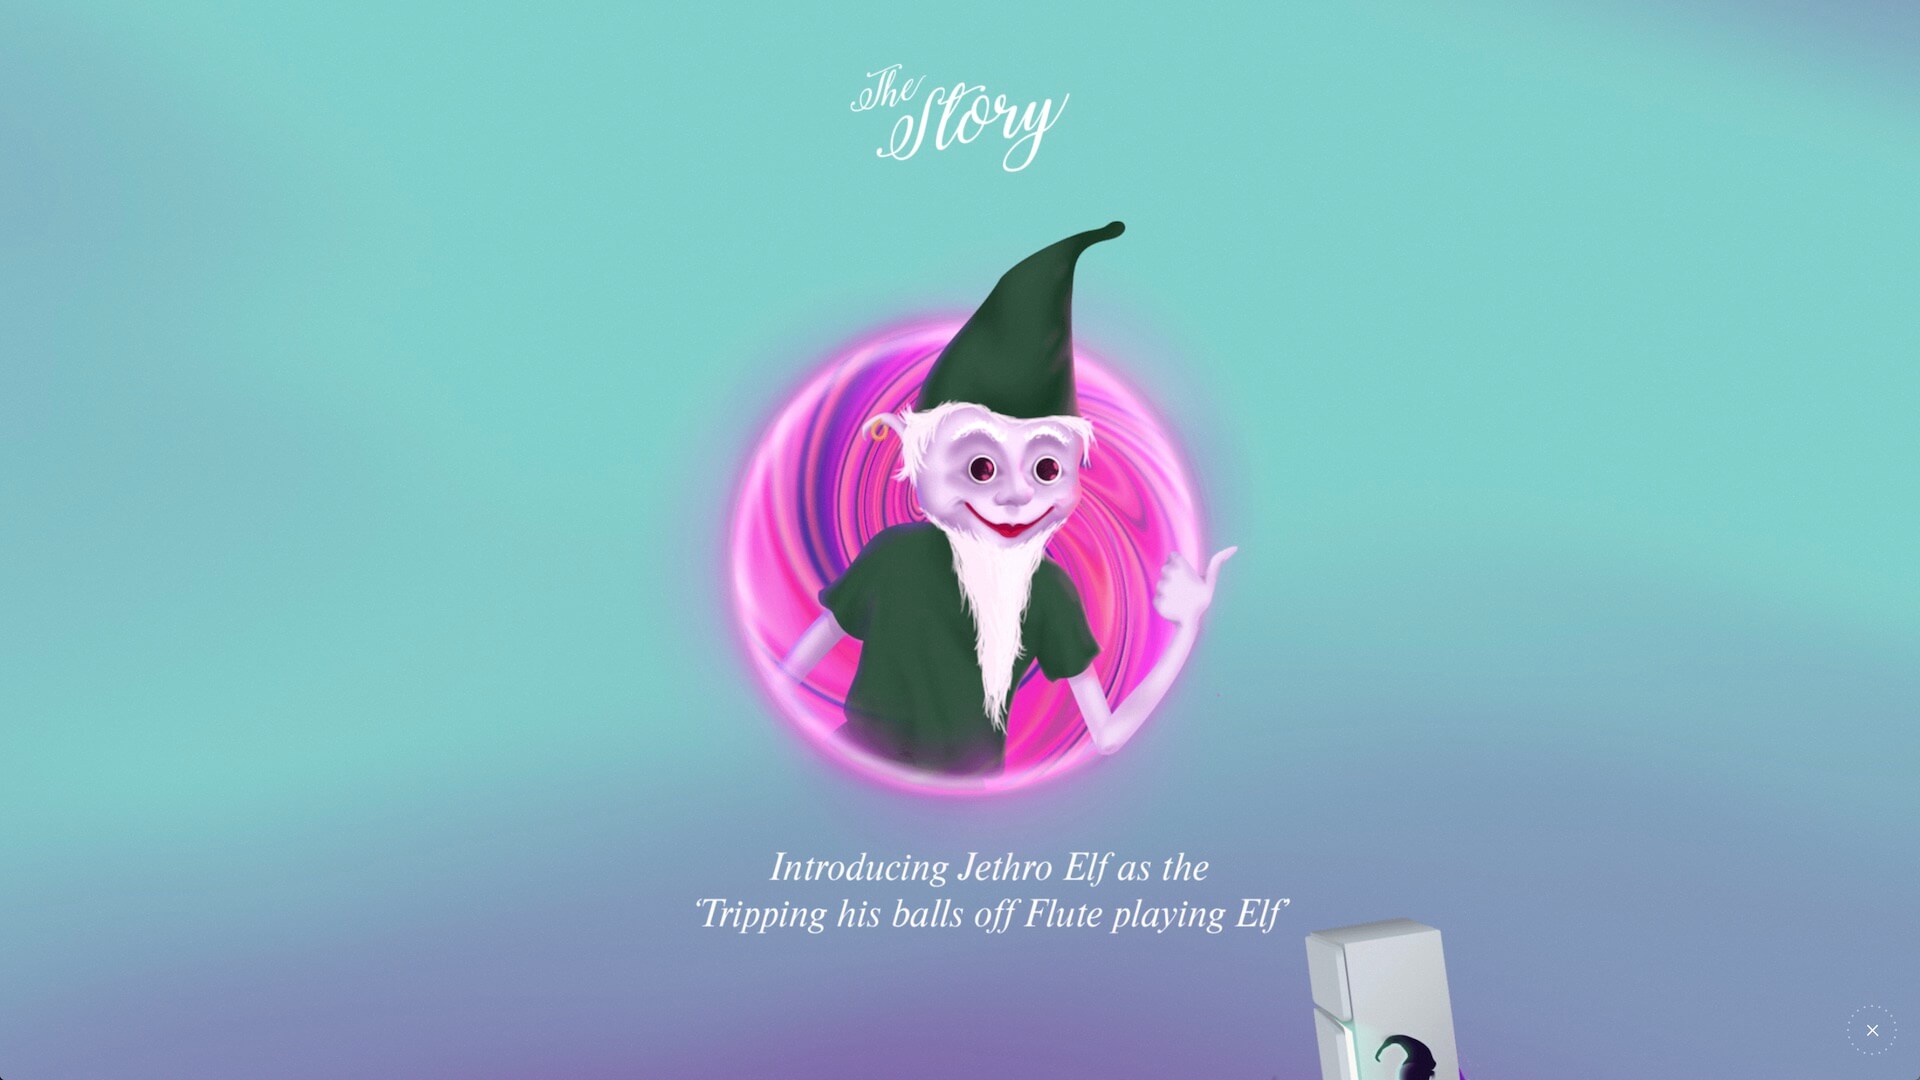 The
Story
Introducing Jethro Elf as the
‘Tripping his balls off Flute playing Elf’